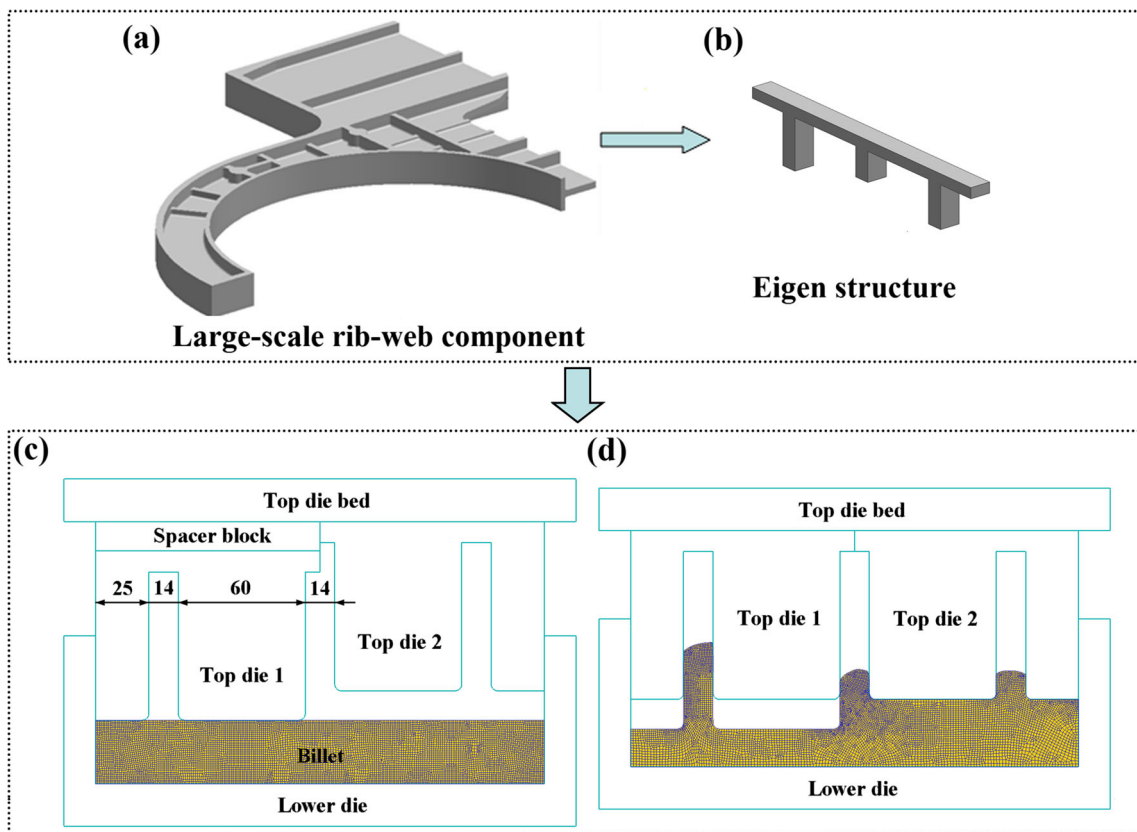 (a)
(b)
Eigen structure
Large-scale rib-web component
(c)
(d)
Top die bed
Spacer block
25 14 60 14
Top die 2
Top die 1
Billet
Lower die
Top die bed
Top die 1 Top die 2
Lower die